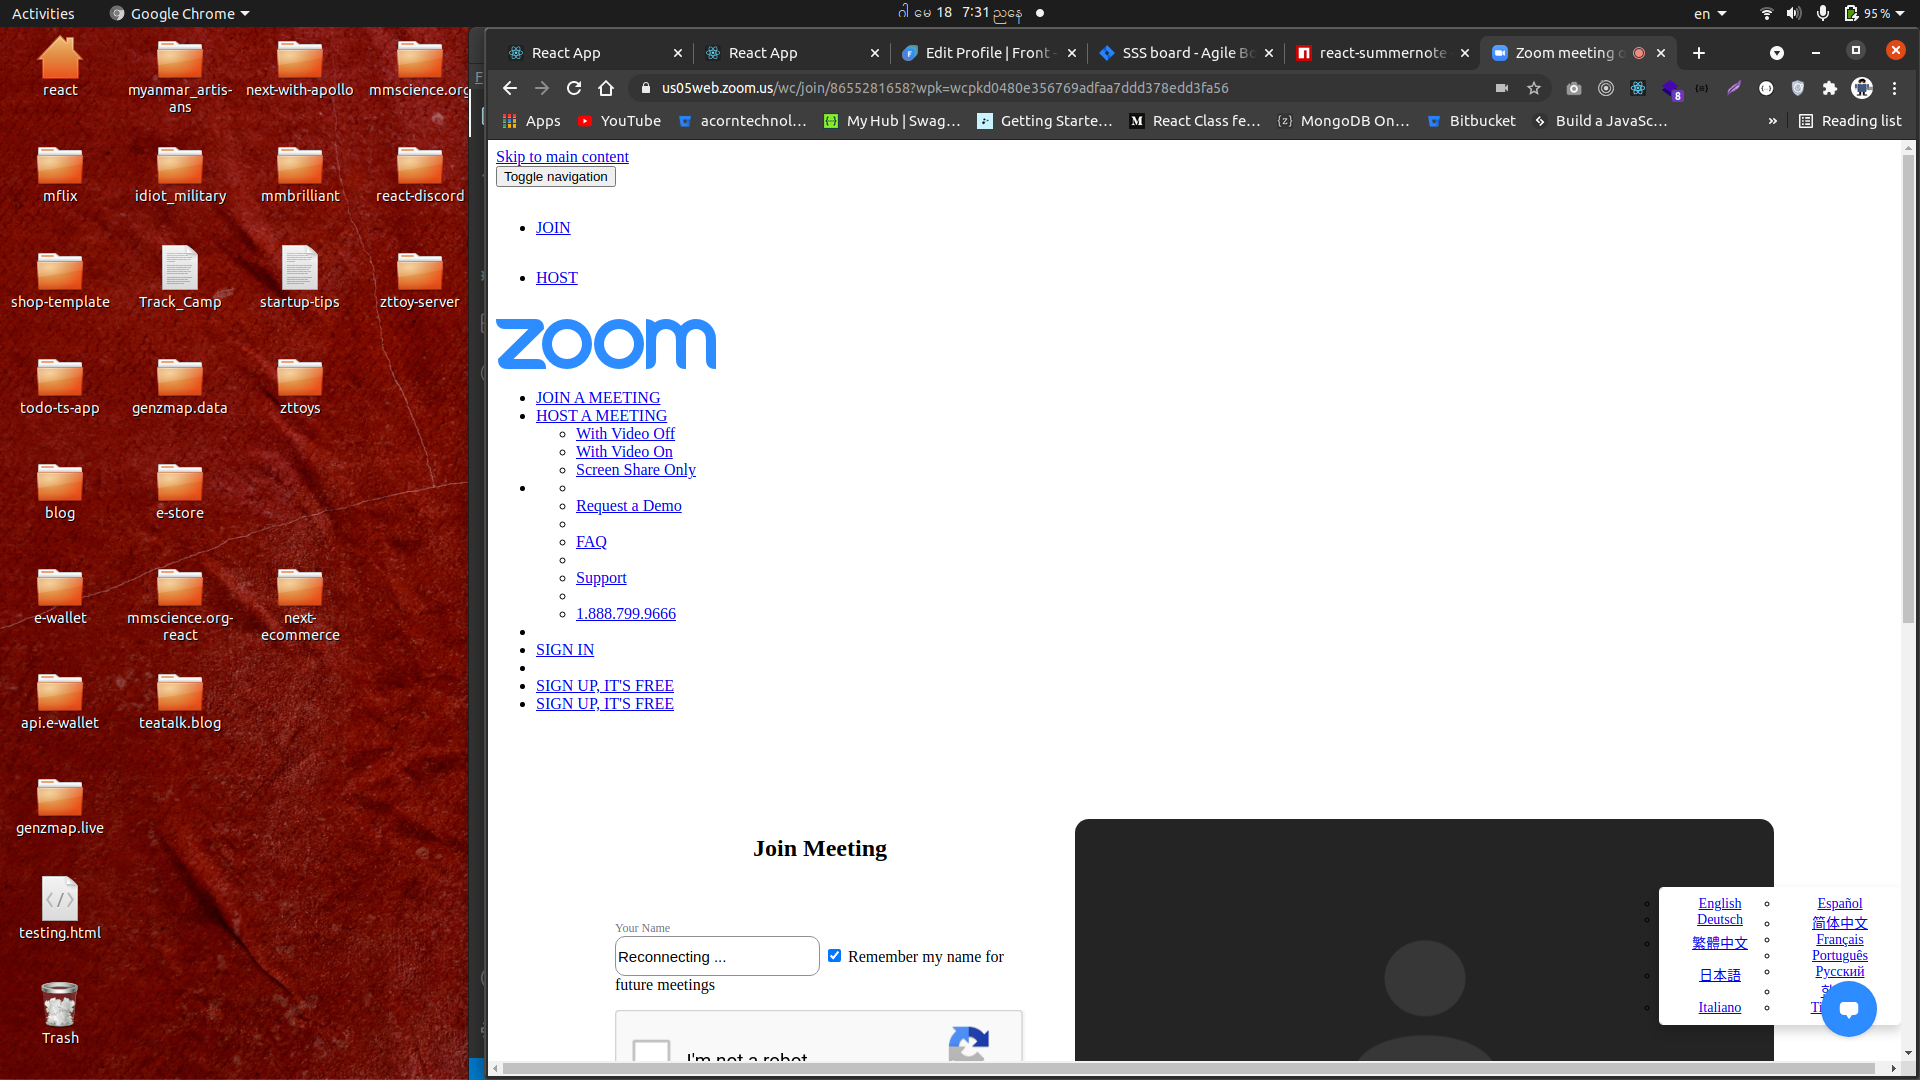 Activities
Google Chrome
ဂါ မေ 18 7:31 ညနေ
en
95 %
react
myanmar_artis-
ans
next-with-apollo
mmscience.org
mflix
idiot_military
mmbrilliant
react-discord
shop-template
Track_Camp
startup-tips
zttoy-server
todo-ts-app
genzmap.data
zttoys
blog
e-store
e-wallet
mmscience.org-
react
next-
ecommerce
api.e-wallet
teatalk.blog
genzmap.live
testing.html
Trash
React App
React App
Edit Profile | Front -
SSS board - Agile Bo
react-summernote
Zoom meeting o
us05web.zoom.us/wc/join/8655281658?wpk=wcpkd0480e356769adfaa7ddd378edd3fa56
8
Apps
YouTube
acorntechnol...
My Hub | Swag...
Getting Starte...
React Class fe...
MongoDB On...
Bitbucket
Build a JavaSc...
»
Reading list
Skip to main content
Toggle navigation
JOIN
HOST
zoom
JOIN A MEETING
HOST A MEETING
With Video Off
With Video On
Screen Share Only
Request a Demo
FAQ
Support
1.888.799.9666
SIGN IN
SIGN UP, IT'S FREE
SIGN UP, IT'S FREE
Join Meeting
Your Name
Reconnecting ...
Remember my name for
future meetings
I'm not a robot
English
Español
Deutsch
简体中文
繁體中文
Français
Português
日本語
Русский
Italiano